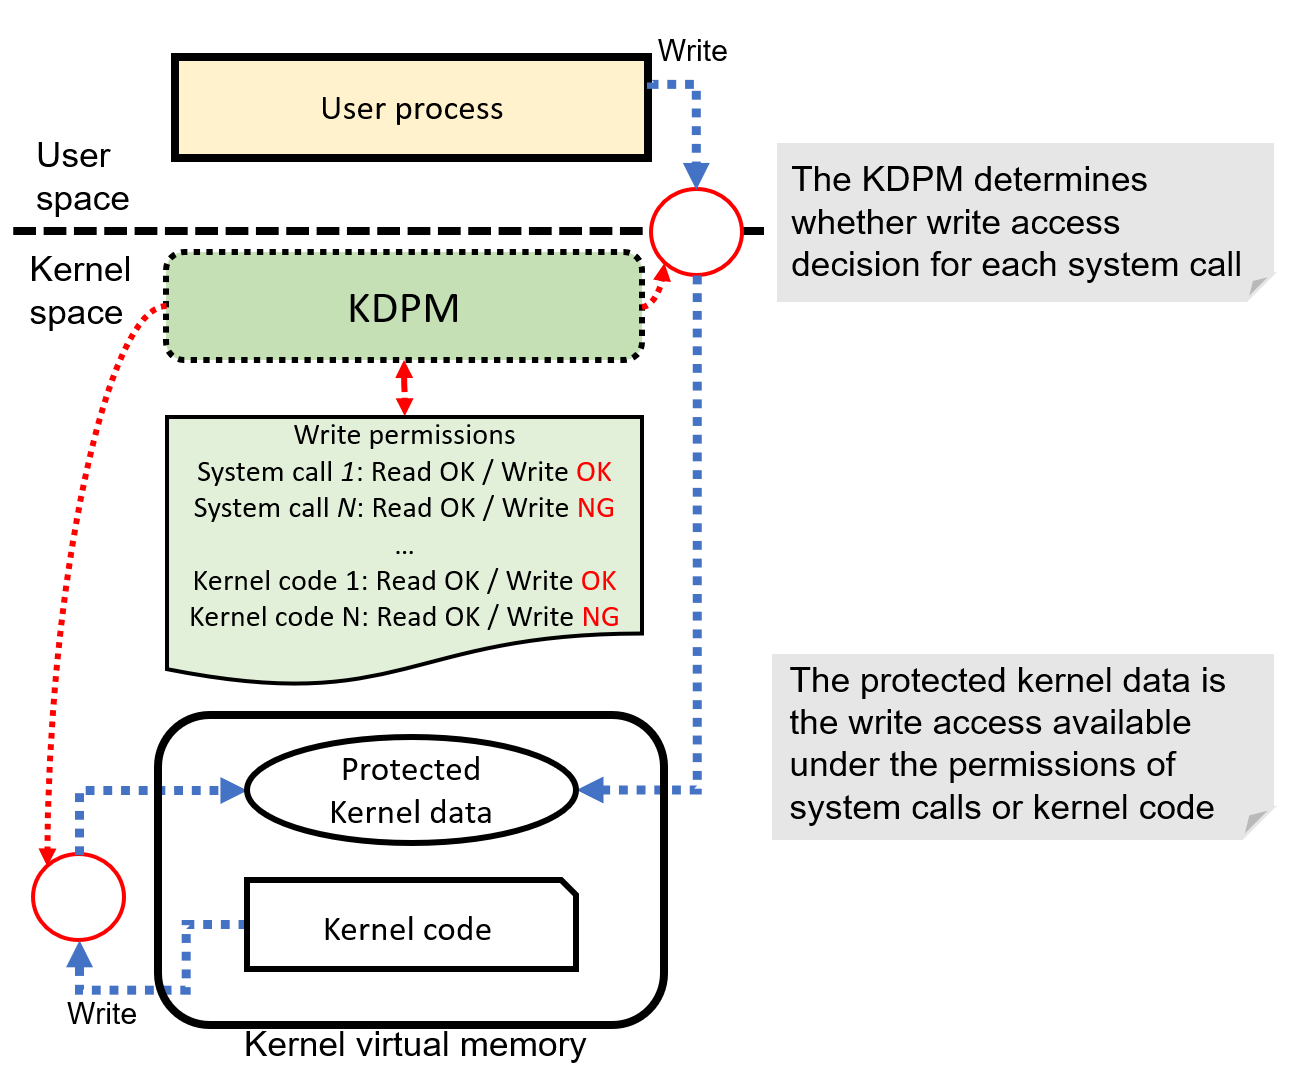 Write
User process
User
space
The KDPM determines
whether write access
decision for each system call
Kernel
space
KDPM
Write permissions
System call 1: Read OK / Write OK
System call N: Read OK / Write NG
...
Kernel code 1: Read OK / Write OK
Kernel code N: Read OK / Write NG
The protected kernel data is
the write access available
under the permissions of
system calls or kernel code
Protected
Kernel data
Kernel code
Write
Kernel virtual memory